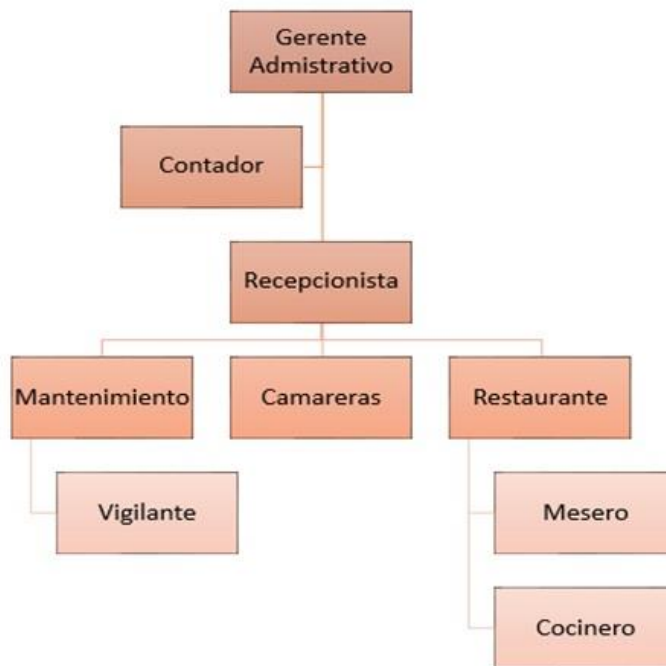 Gerente
Admistrativo
Contador
Recepcionista
Mantenimiento
Camareras
Restaurante
Vigilante
Mesero
Cocinero